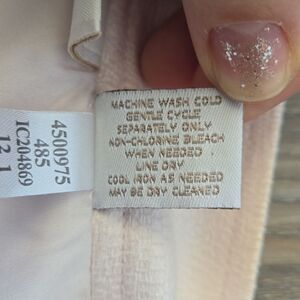 MACHINE WASH COLD
GENTLE CYCLE
SEPARATELY ONLY
NON-CHLORINE BLEACH
WHEN NEEDED
LINE DRY
COOL IRON AS NEEDED
MAY BE DRY CLEANED
4500975
485
IC204869
12 1